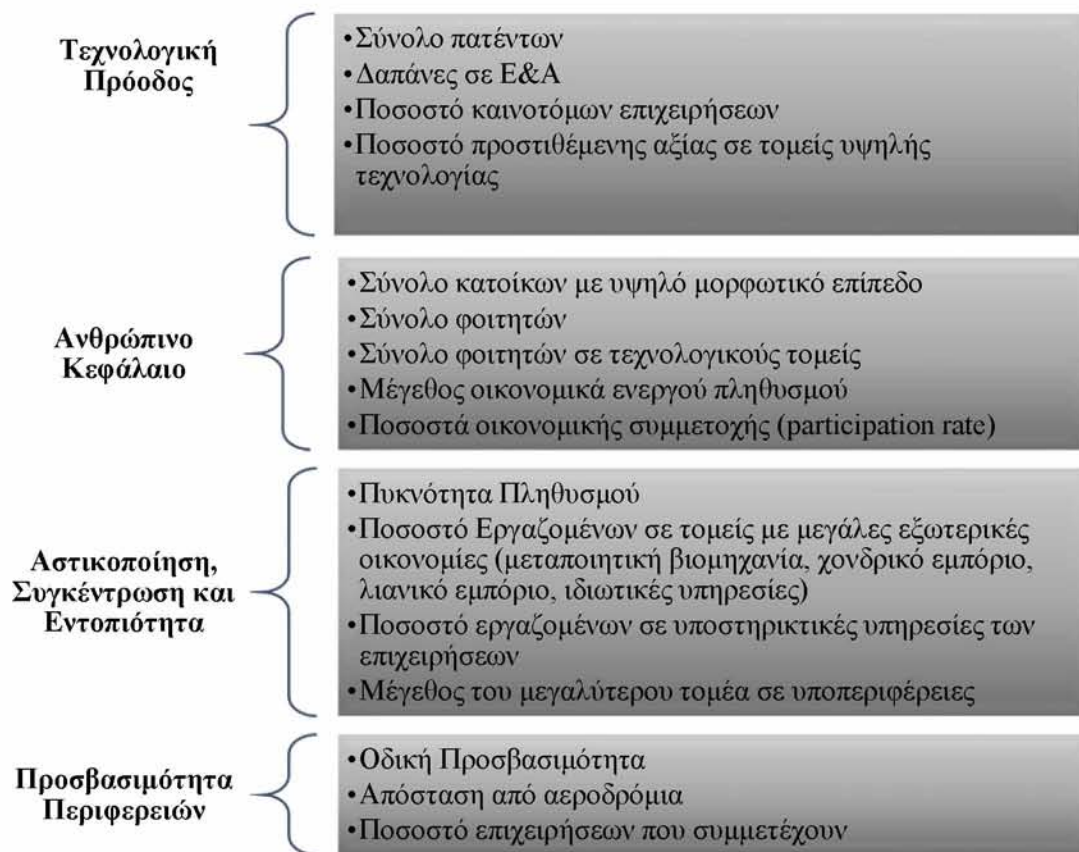 Τεχνολογική
Πρόοδος
•Σύνολο πατέντων
•Δαπάνες σε Ε&Α
•Ποσοστό καινοτόμων επιχειρήσεων
•Ποσοστό προστιθέμενης αξίας σε τομείς υψηλής
τεχνολογίας
Ανθρώπινο
Κεφάλαιο
•Σύνολο κατοίκων με υψηλό μορφωτικό επίπεδο
•Σύνολο φοιτητών
•Σύνολο φοιτητών σε τεχνολογικούς τομείς
•Μέγεθος οικονομικά ενεργού πληθυσμού
•Ποσοστά οικονομικής συμμετοχής (participation rate)
Αστικοποίηση,
Συγκέντρωση και
Εντοπιότητα
•Πυκνότητα Πληθυσμού
•Ποσοστό Εργαζομένων σε τομείς με μεγάλες εξωτερικές
οικονομίες (μεταποιητική βιομηχανία, χονδρικό εμπόριο,
λιανικό εμπόριο, ιδιωτικές υπηρεσίες)
•Ποσοστό εργαζομένων σε υποστηρικτικές υπηρεσίες των
επιχειρήσεων
•Μέγεθος του μεγαλύτερου τομέα σε υποπεριφέρειες
Προσβασιμότητα
Περιφερειών
•Οδική Προσβασιμότητα
•Απόσταση από αεροδρόμια
•Ποσοστό επιχειρήσεων που συμμετέχουν